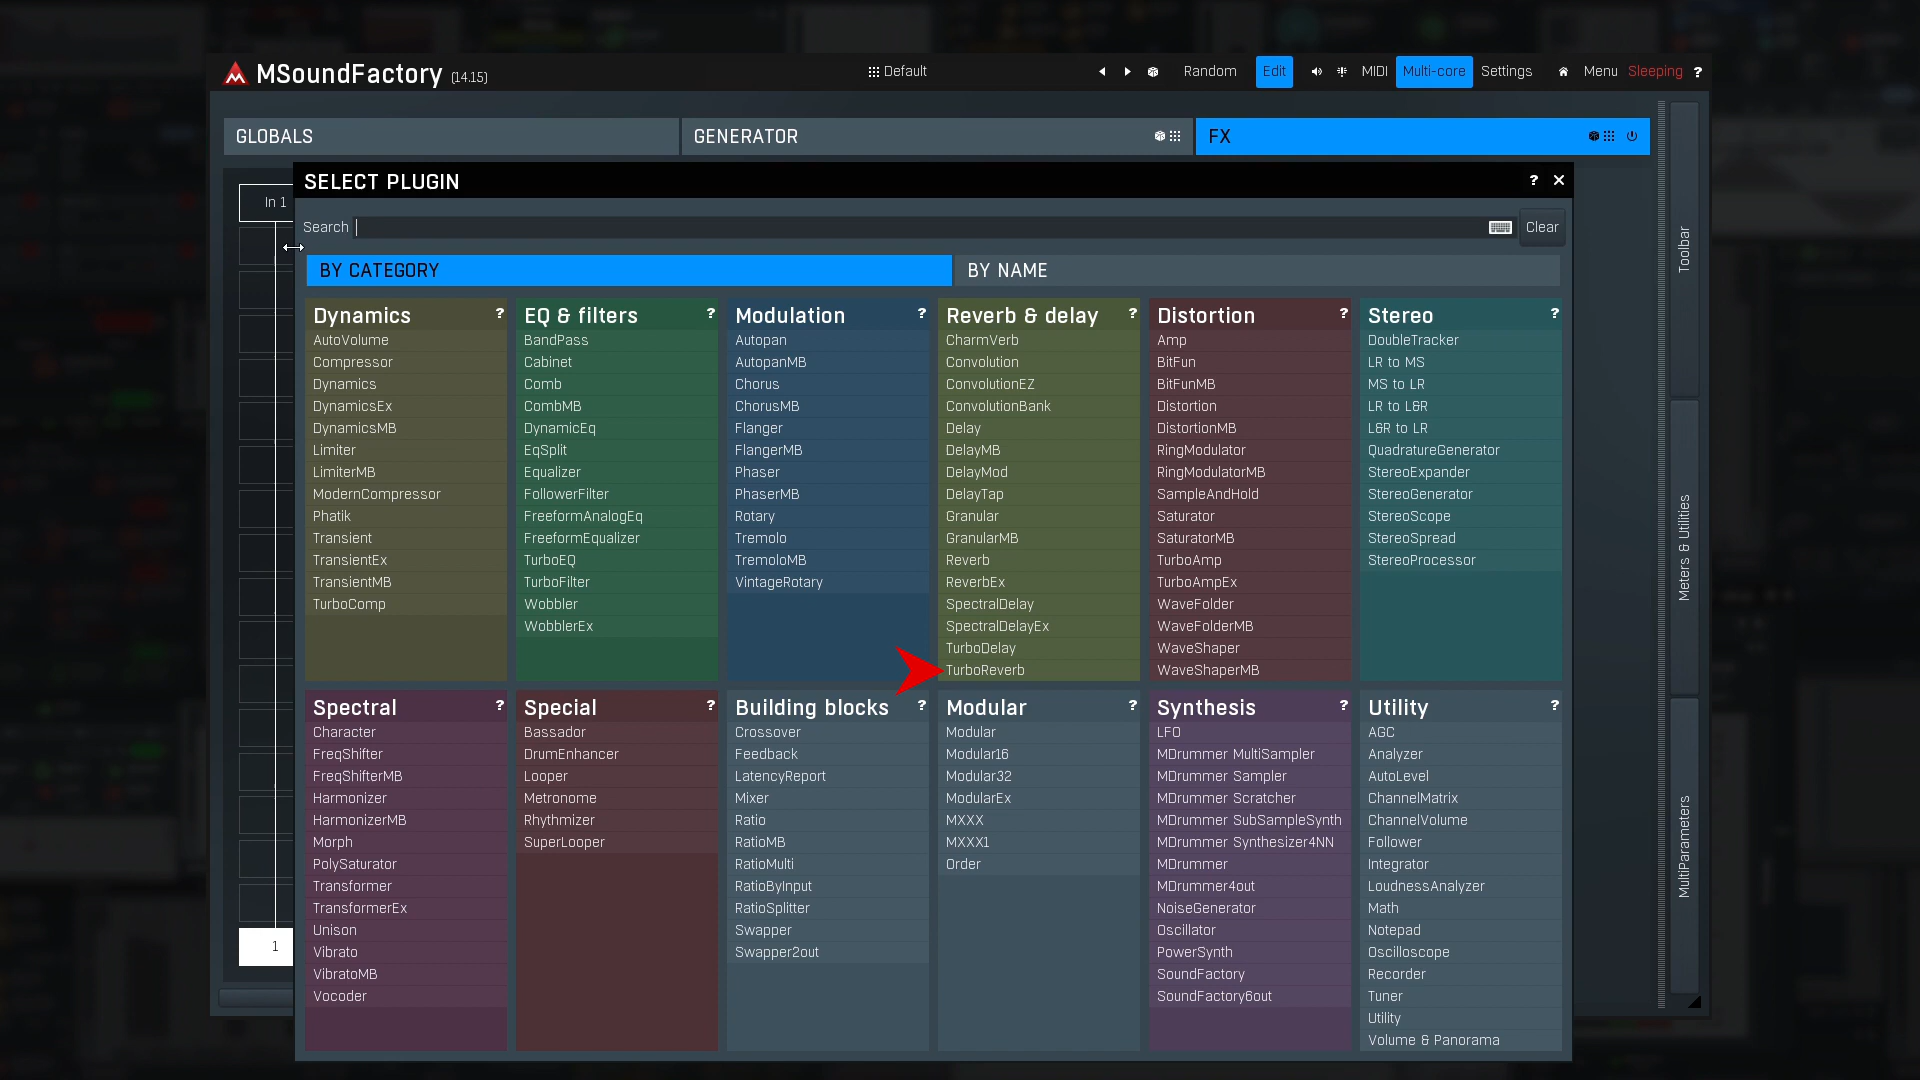 MSoundFactory (14.15)
Default
Random
Edit
MIDI
Multi-core
Settings
Menu
Sleeping
?
GLOBALS
GENERATOR
FX
In 1
SELECT PLUGIN
?
Search
Clear
BY CATEGORY
BY NAME
Dynamics ?
AutoVolume
Compressor
Dynamics
DynamicsEx
DynamicsMB
Limiter
LimiterMB
ModernCompressor
Phatik
Transient
TransientEx
TransientMB
TurboComp
EQ & filters ?
BandPass
Cabinet
Comb
CombMB
DynamicEq
EqSplit
Equalizer
FollowerFilter
FreeformAnalogEq
FreeformEqualizer
TurboEQ
TurboFilter
Wobbler
WobblerEx
Modulation ?
Autopan
AutopanMB
Chorus
ChorusMB
Flanger
FlangerMB
Phaser
PhaserMB
Rotary
Tremolo
TremoloMB
VintageRotary
Reverb & delay ?
CharmVerb
Convolution
ConvolutionEZ
ConvolutionBank
Delay
DelayMB
DelayMod
DelayTap
Granular
GranularMB
Reverb
ReverbEx
SpectralDelay
SpectralDelayEx
TurboDelay
TurboReverb
Distortion ?
Amp
BitFun
BitFunMB
Distortion
DistortionMB
RingModulator
RingModulatorMB
SampleAndHold
Saturator
SaturatorMB
TurboAmp
TurboAmpEx
WaveFolder
WaveFolderMB
WaveShaper
WaveShaperMB
Stereo ?
DoubleTracker
LR to MS
MS to LR
LR to L&R
L&R to LR
QuadratureGenerator
StereoExpander
StereoGenerator
StereoScope
StereoSpread
StereoProcessor
Spectral ?
Character
FreqShifter
FreqShifterMB
Harmonizer
HarmonizerMB
Morph
PolySaturator
Transformer
TransformerEx
Unison
Vibrato
VibratoMB
Vocoder
Special ?
Bassador
DrumEnhancer
Looper
Metronome
Rhythmizer
SuperLooper
Building blocks ?
Crossover
Feedback
LatencyReport
Mixer
Ratio
RatioMB
RatioMulti
RatioByInput
RatioSplitter
Swapper
Swapper2out
Modular ?
Modular
Modular16
Modular32
ModularEx
MXXX
MXXX1
Order
Synthesis ?
LFO
MDrummer MultiSampler
MDrummer Sampler
MDrummer Scratcher
MDrummer SubSampleSynth
MDrummer Synthesizer4NN
MDrummer
MDrummer4out
NoiseGenerator
Oscillator
PowerSynth
SoundFactory
SoundFactory6out
Utility ?
AGC
Analyzer
AutoLevel
ChannelMatrix
ChannelVolume
Follower
Integrator
LoudnessAnalyzer
Math
Notepad
Oscilloscope
Recorder
Tuner
Utility
Volume & Panorama
1
Toolbar
Meters & Utilities
MultiParameters